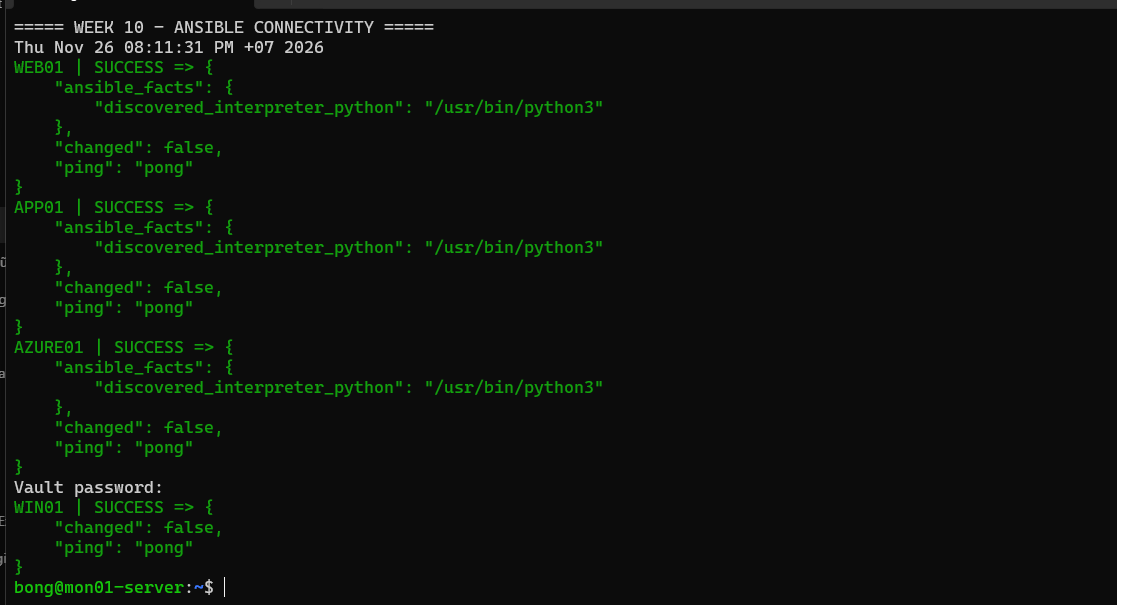 ===== WEEK 10 - ANSIBLE CONNECTIVITY =====
Thu Nov 26 08:11:31 PM +07 2026
WEB01 | SUCCESS => {
    "ansible_facts": {
        "discovered_interpreter_python": "/usr/bin/python3"
    },
    "changed": false,
    "ping": "pong"
}
APP01 | SUCCESS => {
    "ansible_facts": {
        "discovered_interpreter_python": "/usr/bin/python3"
    },
    "changed": false,
    "ping": "pong"
}
AZURE01 | SUCCESS => {
    "ansible_facts": {
        "discovered_interpreter_python": "/usr/bin/python3"
    },
    "changed": false,
    "ping": "pong"
}
Vault password:
WIN01 | SUCCESS => {
    "changed": false,
    "ping": "pong"
}
bong@mon01-server:~$